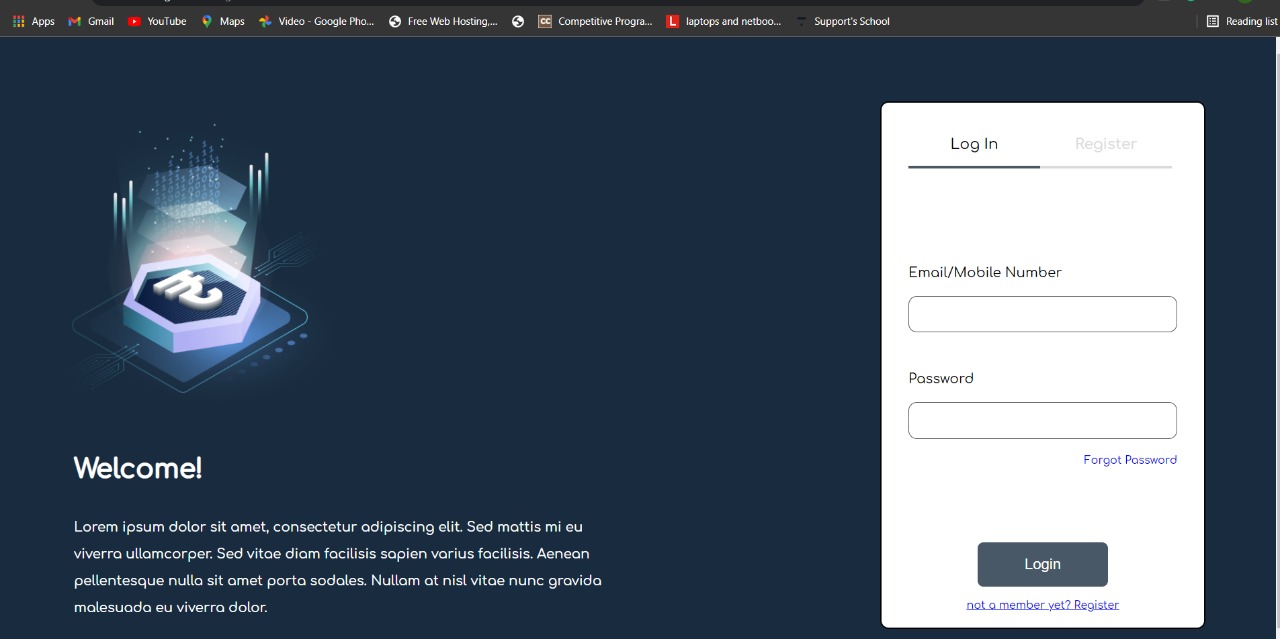 Apps
Gmail
YouTube
Maps
Video - Google Pho...
Free Web Hosting,...
CC
Competitive Progra...
L
laptops and netboo...
Support's School
Reading list
Log In
Register
Email/Mobile Number
Password
Forgot Password
Login
not a member yet? Register
Welcome!
Lorem ipsum dolor sit amet, consectetur adipiscing elit. Sed mattis mi eu
viverra ullamcorper. Sed vitae diam facilisis sapien varius facilisis. Aenean
pellentesque nulla sit amet porta sodales. Nullam at nisl vitae nunc gravida
malesuada eu viverra dolor.